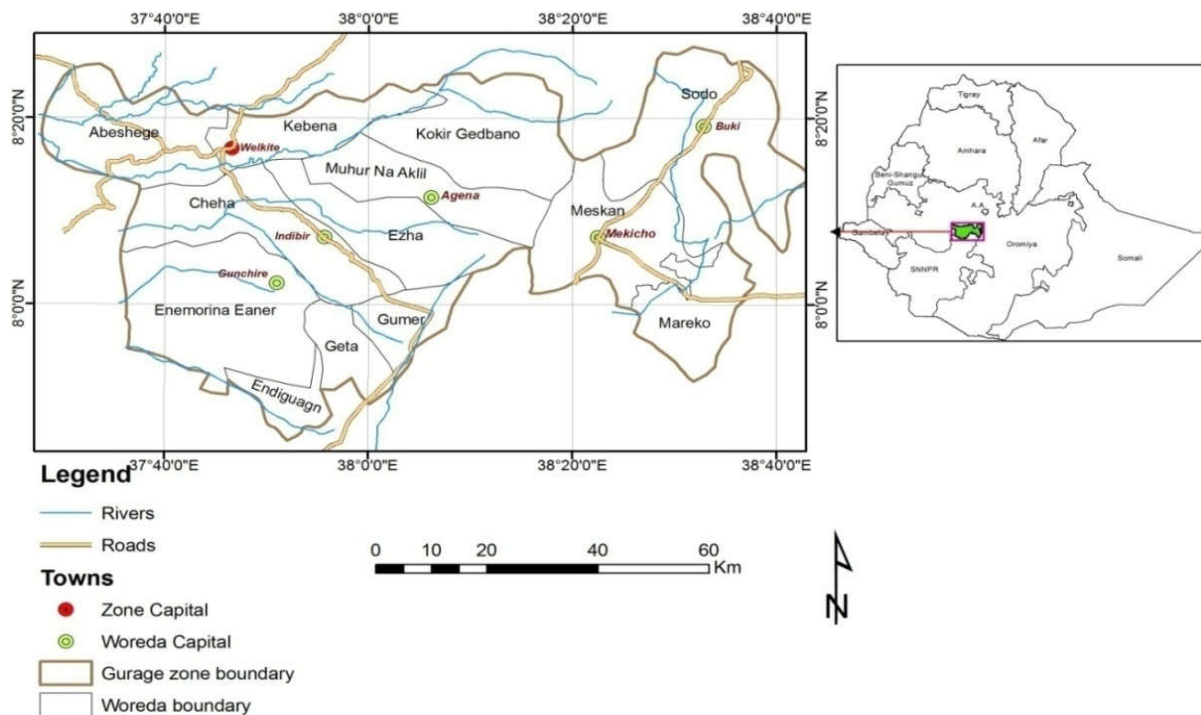 37°40'0"E 38°0'0"E 38°20'0"E 38°40'0"E
8°20'0"N
8°0'0"N
Abeshege
Kebena
Welkite
Kokir Gedbano
Muhur Na Aklil
Agena
Cheha
Indibir
Ezha
Gunchire
Enemorina Eaner
Gumer
Geta
Endiguagn
Sodo
Buki
Meskan
Mekicho
Mareko
8°20'0"N
8°0'0"N
37°40'0"E 38°0'0"E 38°20'0"E 38°40'0"E
Tigray
Afar
Amhara
Beni-Shangul
Gumuz
A.A
Gambela
Oromiya
Somali
SNNPR
Legend
Rivers
Roads
Towns
Zone Capital
Woreda Capital
Gurage zone boundary
Woreda boundary
0 10 20 40 60
Km
N